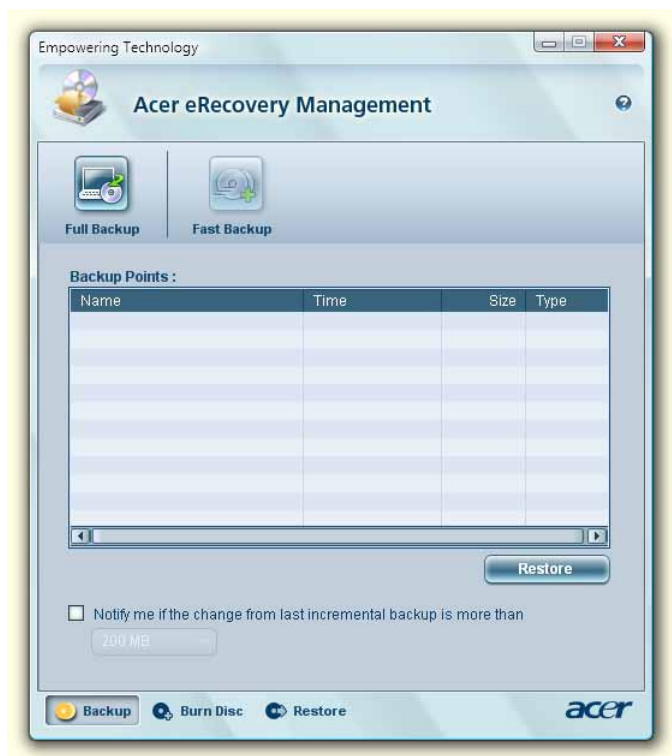 Empowering Technology
Acer eRecovery Management
Full Backup
Fast Backup
Backup Points :
Name Time Size Type
Restore
Notify me if the change from last incremental backup is more than
200 MB
Backup Burn Disc Restore
acer